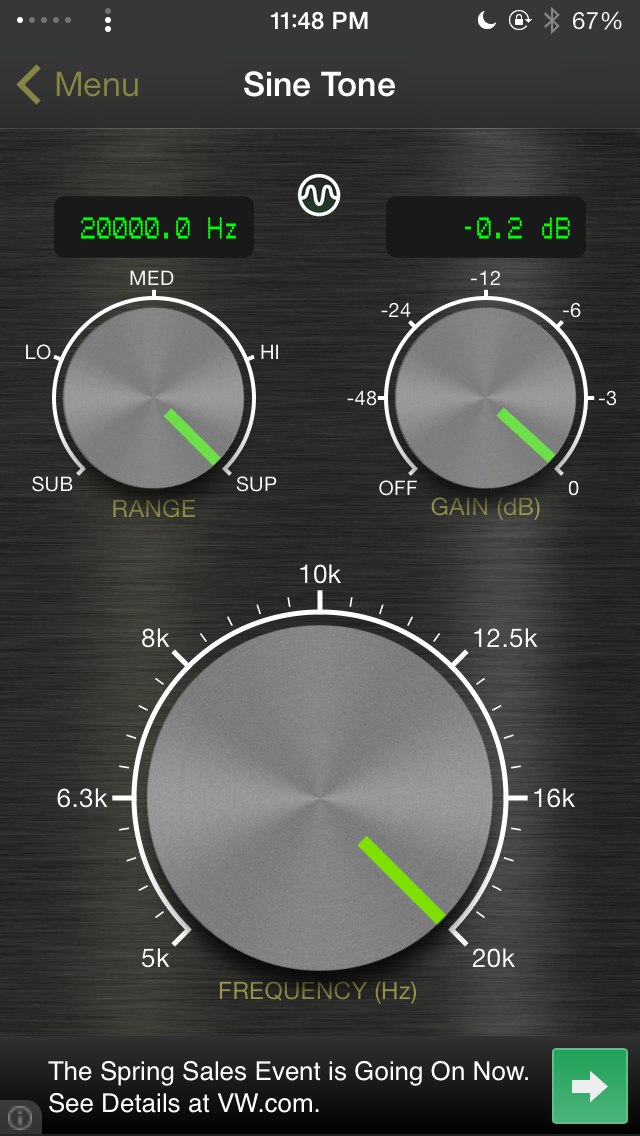 11:48 PM
67%
Menu
Sine Tone
20000.0 Hz
-0.2 dB
MED
LO
HI
SUB
SUP
RANGE
-12
-24
-6
-48
-3
OFF
0
GAIN (dB)
10k
8k
12.5k
6.3k
16k
5k
20k
FREQUENCY (Hz)
The Spring Sales Event is Going On Now.
See Details at VW.com.